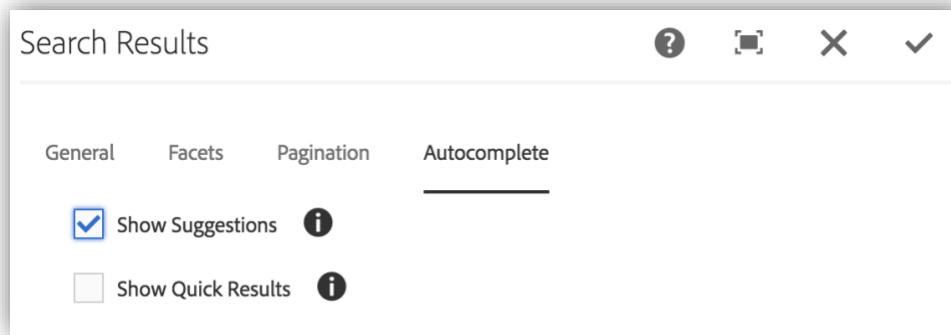 Search Results
General Facets Pagination Autocomplete
Show Suggestions
Show Quick Results